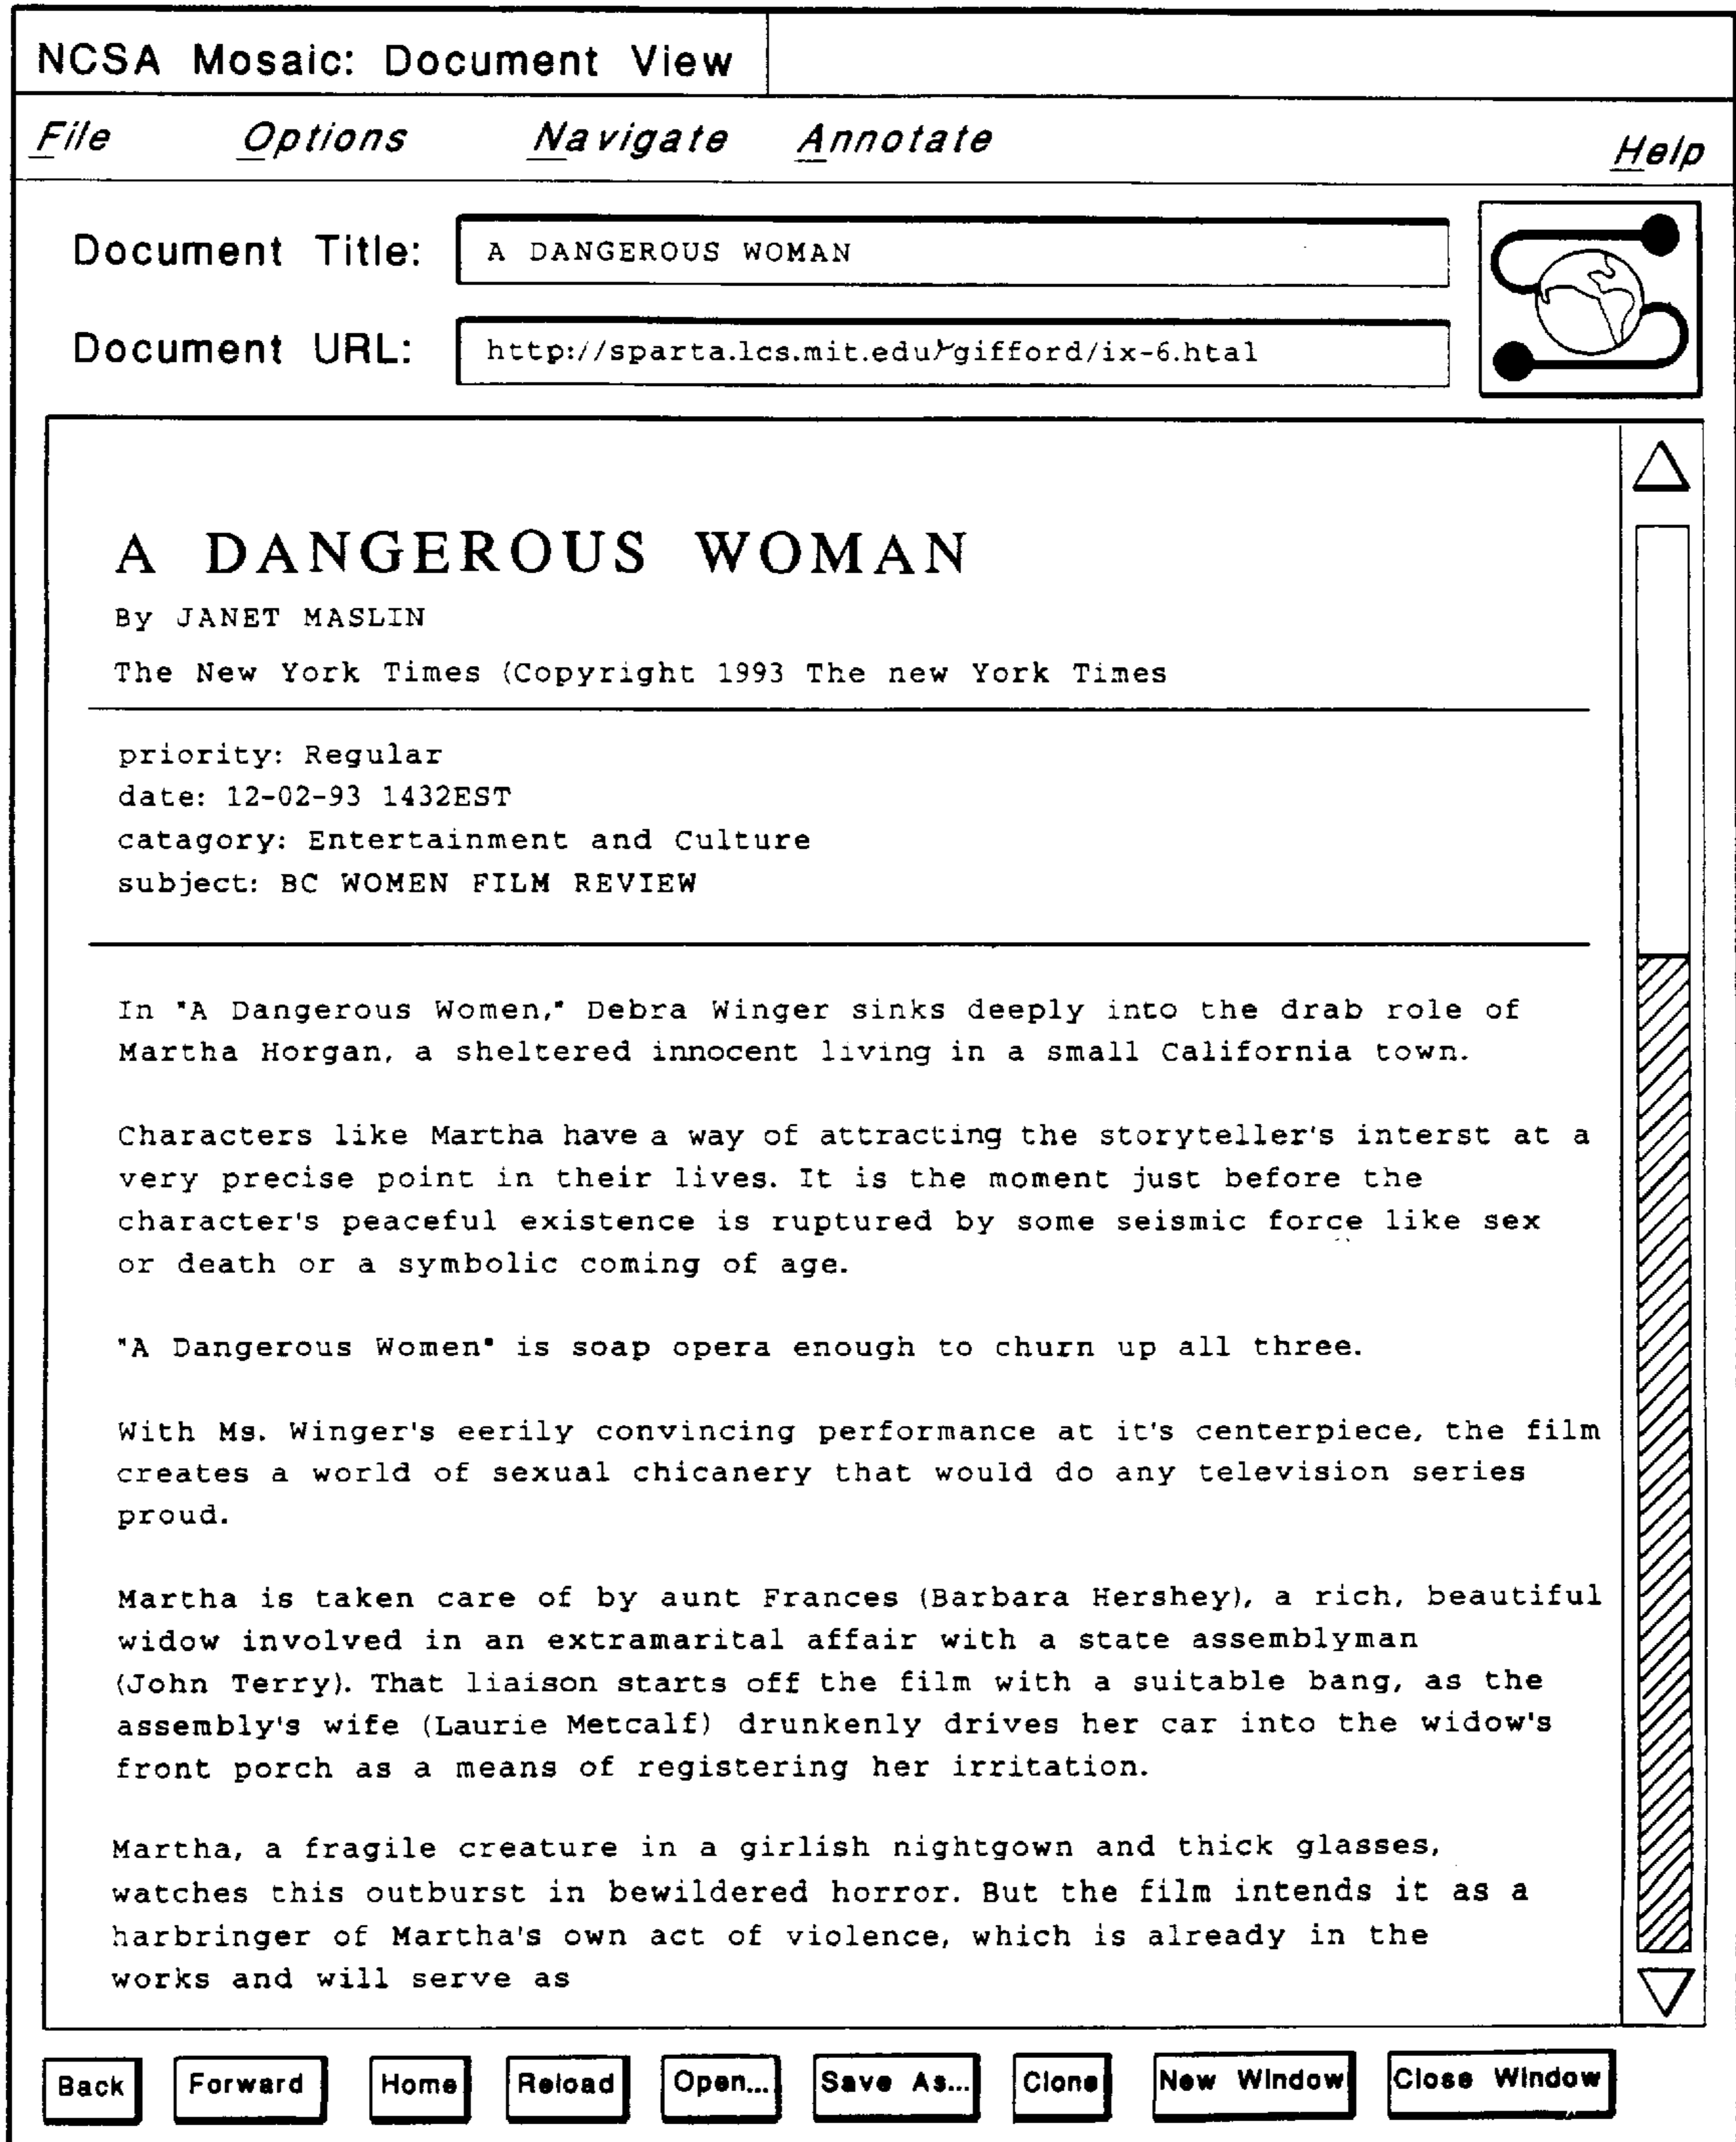 NCSA Mosaic: Document View
File Options Navigate Annotate Help
Document Title: A DANGEROUS WOMAN
Document URL: http://sparta.lcs.mit.edu/~gifford/ix-6.htal
A DANGEROUS WOMAN
By JANET MASLIN
The New York Times (Copyright 1993 The new York Times
priority: Regular
date: 12-02-93 1432EST
catagory: Entertainment and Culture
subject: BC WOMEN FILM REVIEW
In "A Dangerous Women," Debra Winger sinks deeply into the drab role of
Martha Horgan, a sheltered innocent living in a small California town.
Characters like Martha have a way of attracting the storyteller's interst at a
very precise point in their lives. It is the moment just before the
character's peaceful existence is ruptured by some seismic force like sex
or death or a symbolic coming of age.
"A Dangerous Women" is soap opera enough to churn up all three.
With Ms. Winger's eerily convincing performance at it's centerpiece, the film
creates a world of sexual chicanery that would do any television series
proud.
Martha is taken care of by aunt Frances (Barbara Hershey), a rich, beautiful
widow involved in an extramarital affair with a state assemblyman
(John Terry). That liaison starts off the film with a suitable bang, as the
assembly's wife (Laurie Metcalf) drunkenly drives her car into the widow's
front porch as a means of registering her irritation.
Martha, a fragile creature in a girlish nightgown and thick glasses,
watches this outburst in bewildered horror. But the film intends it as a
harbringer of Martha's own act of violence, which is already in the
works and will serve as
Back Forward Home Reload Open... Save As... Clone New Window Close Window